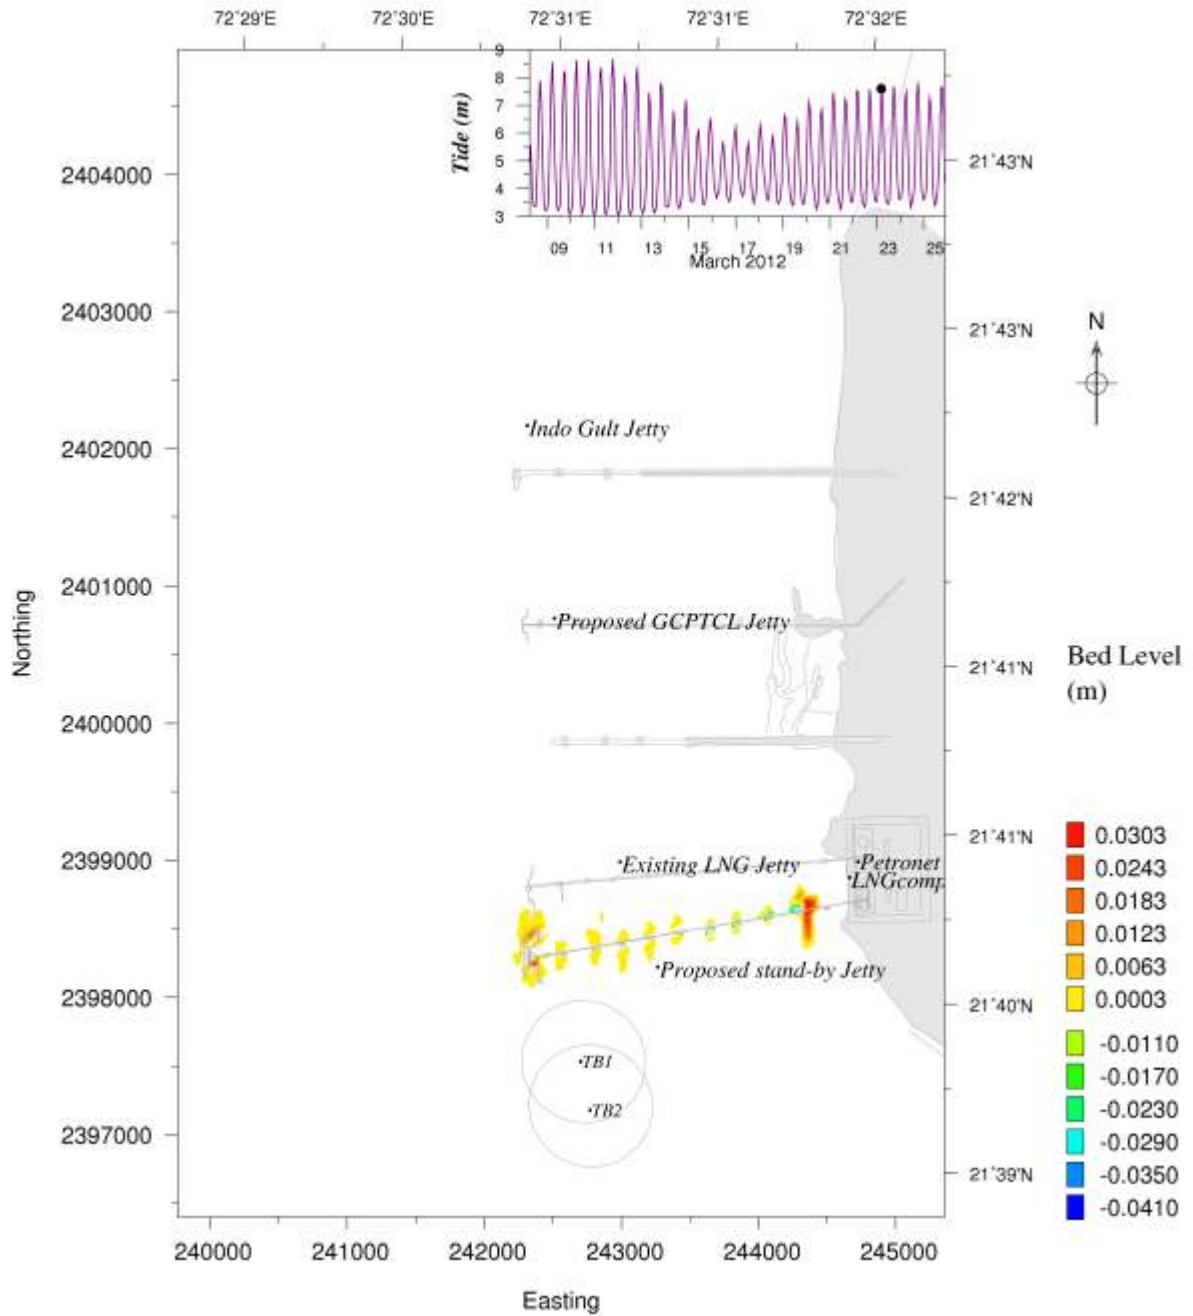 72°29'E 72°30'E 72°31'E 72°31'E 72°32'E
9
8
7
6
5
4
3
Tide (m)
09 11 13 15 17 19 21 23 25
March 2012
2404000
2403000
2402000
2401000
2400000
2399000
2398000
2397000
Northing
21°43'N
21°43'N
21°42'N
21°41'N
21°41'N
21°40'N
21°39'N
N
Indo Gult Jetty
Proposed GCPTCL Jetty
Existing LNG Jetty
Petronet
LNGcomp
Proposed stand-by Jetty
TB1
TB2
Bed Level
(m)
0.0303
0.0243
0.0183
0.0123
0.0063
0.0003
-0.0110
-0.0170
-0.0230
-0.0290
-0.0350
-0.0410
240000 241000 242000 243000 244000 245000
Easting